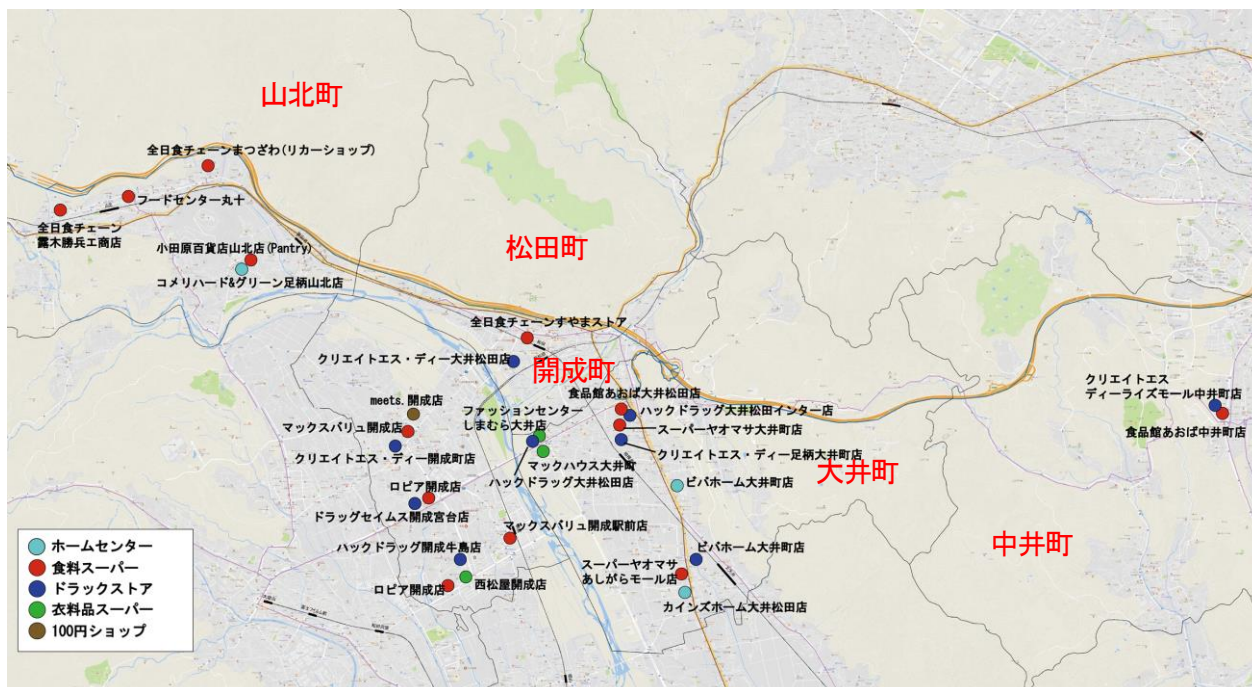 山北町
全日食チェーンまつざわ(リカーショップ)
フードセンター丸十
全日食チェーン
露木勝兵工商店
小田原百貨店山北店(Pantry)
コメリハード&グリーン足柄山北店
松田町
全日食チェーンすやまストア
クリエイトエス・ディー大井松田店
開成町
meets.開成店
マックスバリュ開成店
クリエイトエス・ディー開成町店
ファッションセンター
しまむら大井店
マックハウス大井町
ハックドラッグ大井松田店
食品館あおば大井松田店
ハックドラッグ大井松田インター店
スーパーヤオマサ大井町店
クリエイトエス・ディー足柄大井町店
大井町
ビバホーム大井町店
クリエイトエス
ディーライズモール中井町店
食品館あおば中井町店
中井町
ロピア開成店
ドラッグセイムス開成宮台店
マックスバリュ開成駅前店
ハックドラッグ開成牛島店
西松屋開成店
ロピア開成店
ビバホーム大井町店
スーパーヤオマサ
あしがらモール店
カインズホーム大井松田店
ホームセンター
食料スーパー
ドラックストア
衣料品スーパー
100円ショップ